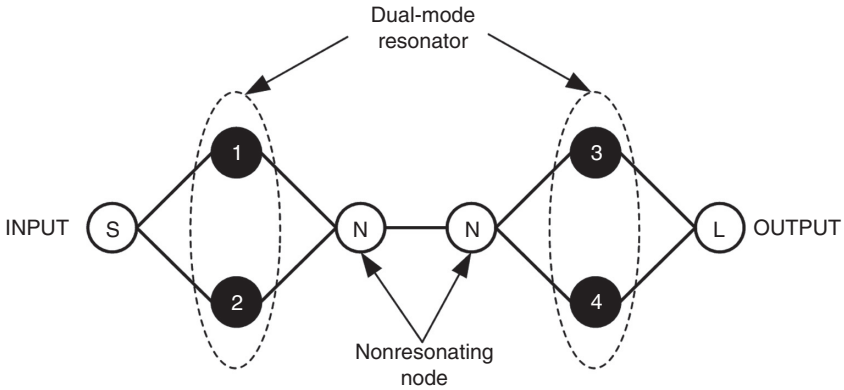 Dual-mode
resonator
1
3
INPUT
S
N
N
L
OUTPUT
2
4
Nonresonating
node